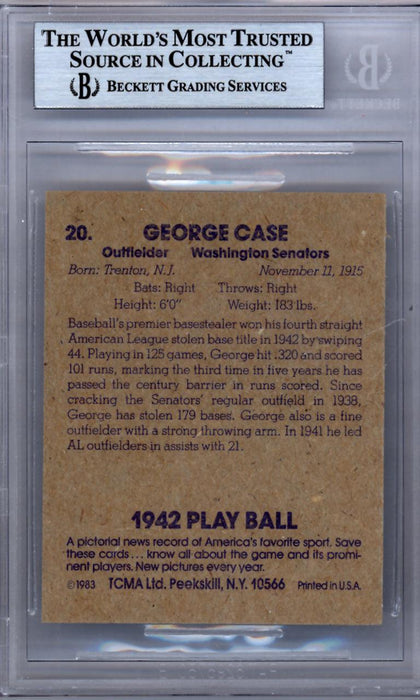 THE WORLD'S MOST TRUSTED
SOURCE IN COLLECTING™
B BECKETT GRADING SERVICES
BECKETT
20. GEORGE CASE
Outfielder Washington Senators
Born: Trenton, N.J. November 11, 1915
Bats: Right Throws: Right
Height: 6'0" Weight: 183 lbs.
Baseball's premier basestealer won his fourth straight
American League stolen base title in 1942 by swiping
44. Playing in 125 games, George hit .320 and scored
101 runs, marking the third time in five years he has
passed the century barrier in runs scored. Since
cracking the Senators' regular outfield in 1938,
George has stolen 179 bases. George also is a fine
outfielder with a strong throwing arm. In 1941 he led
AL outfielders in assists with 21.
1942 PLAY BALL
A pictorial news record of America's favorite sport. Save
these cards... know all about the game and its promi-
nent players. New pictures every year.
©1983 TCMA Ltd. Peekskill, N.Y. 10566 Printed in U.S.A.